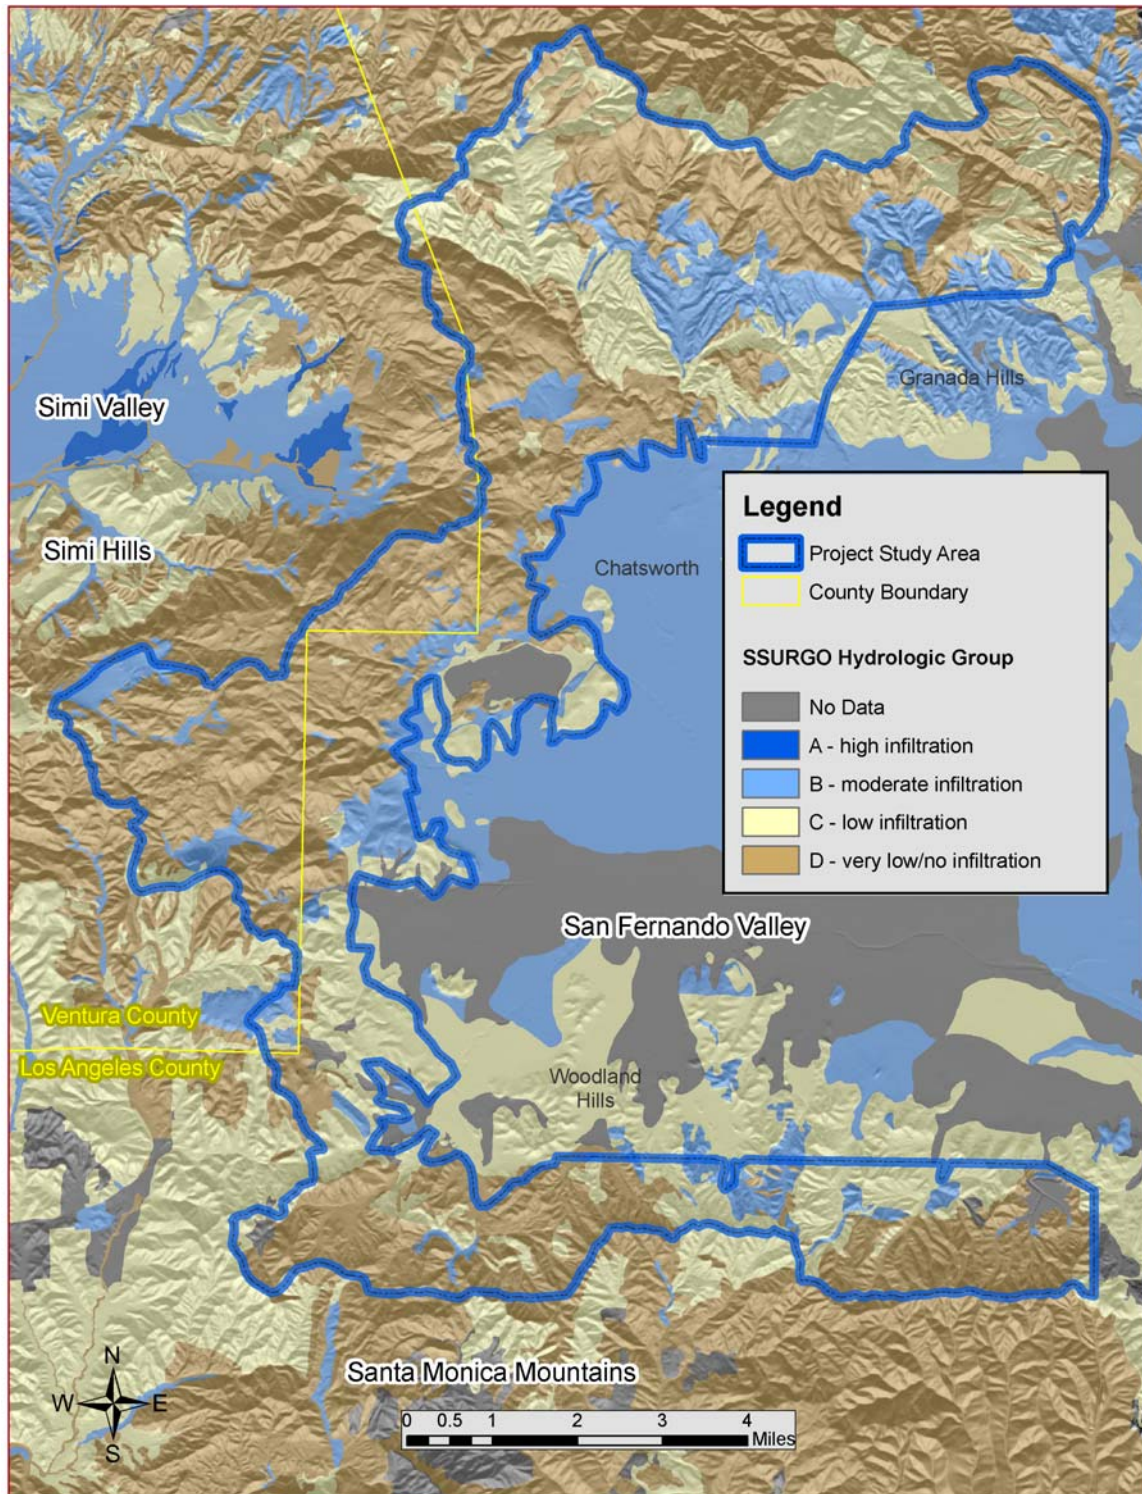 Granada Hills
Simi Valley
Legend
Project Study Area
County Boundary
SSURGO Hydrologic Group
No Data
A - high infiltration
B - moderate infiltration
C - low infiltration
D - very low/no infiltration
Simi Hills
Chatsworth
San Fernando Valley
Ventura County
Los Angeles County
Woodland
Hills
Santa Monica Mountains
N
W E
S
0 0.5 1 2 3 4
Miles